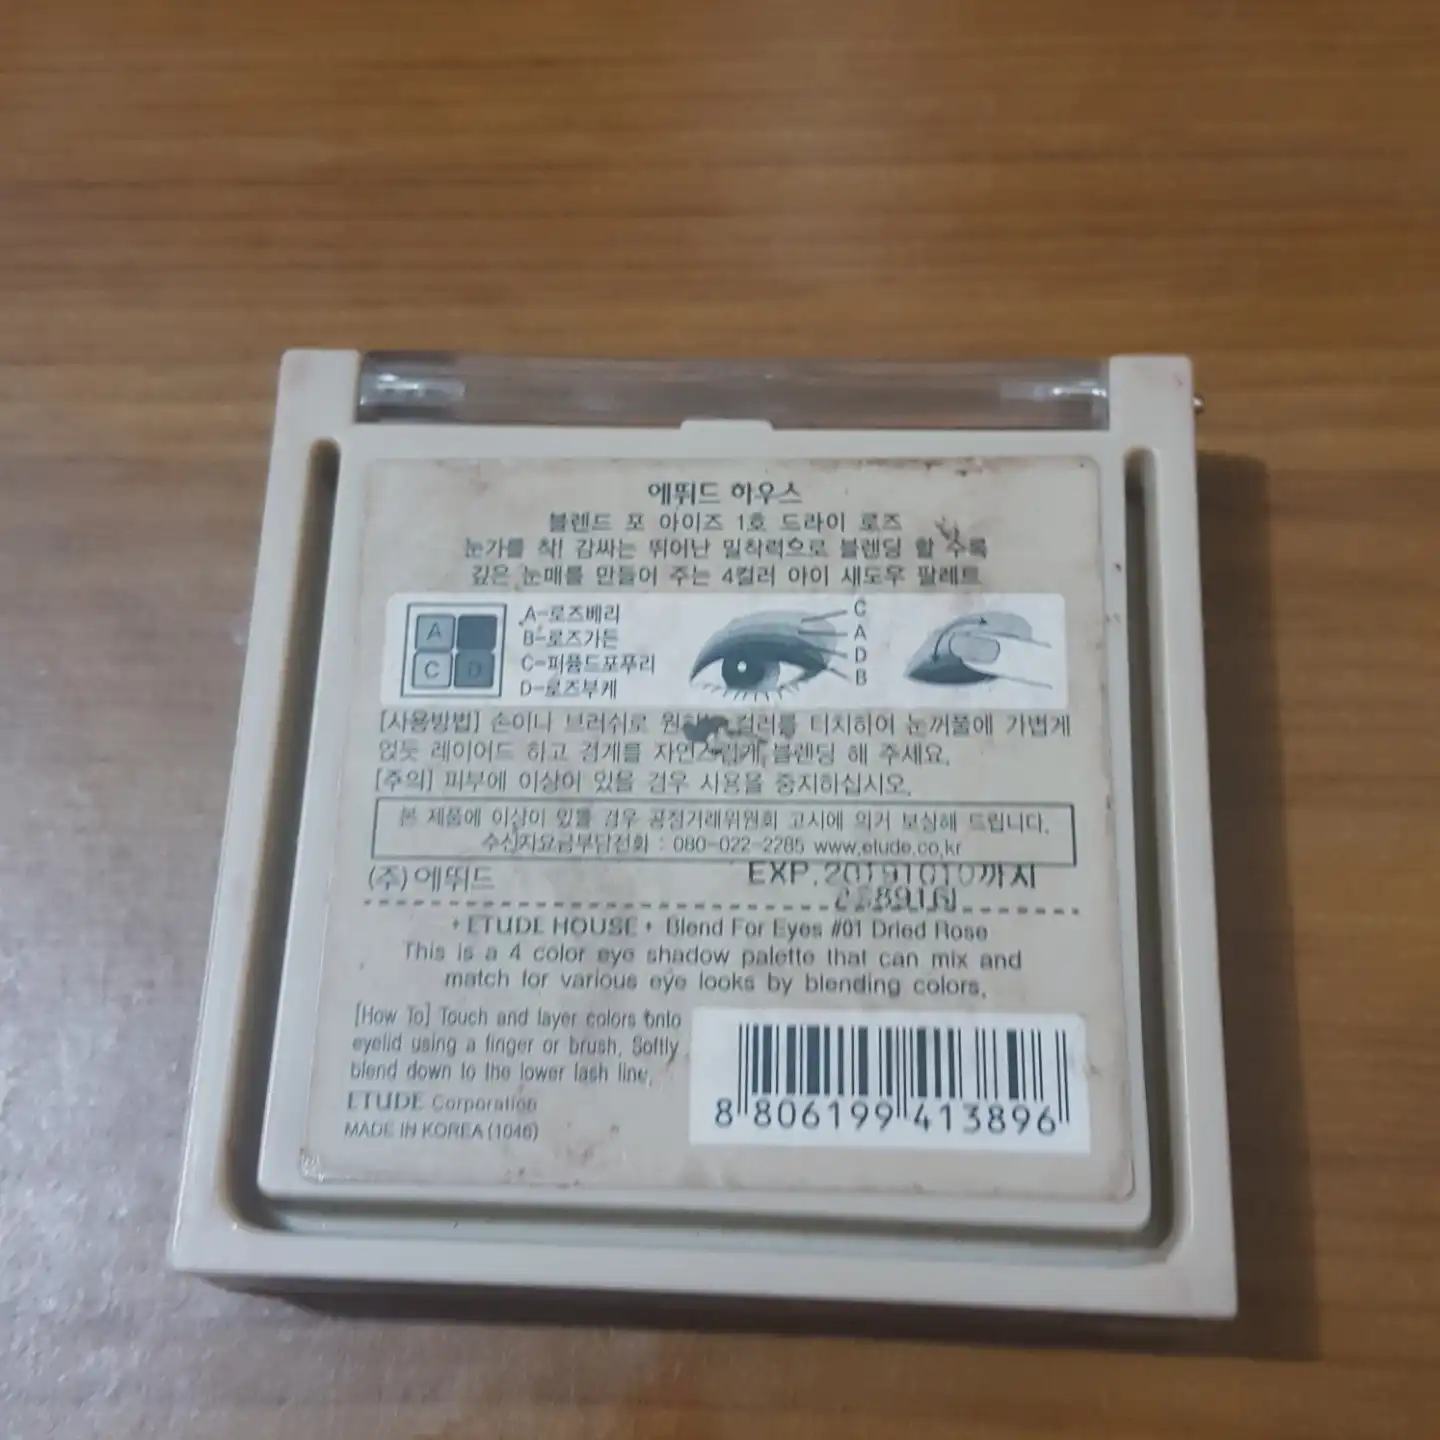 에뛰드 하우스
블렌드 포 아이즈 1호 드라이 로즈
눈가를 착! 감싸는 뛰어난 밀착력으로 블렌딩 할 수록
깊은 눈매를 만들어 주는 4컬러 아이 섀도우 팔레트
A
C D
A-로즈베리
B-로즈가든
C-퍼퓸드포푸리
D-로즈부케
C
A
D
B
[사용방법] 손이나 브러쉬로 컬러를 터치하여 눈꺼풀에 가볍게
얹듯 레이어드 하고 경계를 자연스럽게 블렌딩 해 주세요.
[주의] 피부에 이상이 있을 경우 사용을 중지하십시오.
본 제품에 이상이 있을 경우 공정거래위원회 고시에 의거 보상해 드립니다.
수신자요금부담전화 : 080-022-2285 www.etude.co.kr
(주)에뛰드
EXP.20191010까지
+ ETUDE HOUSE + Blend For Eyes #01 Dried Rose
This is a 4 color eye shadow palette that can mix and
match for various eye looks by blending colors.
[How To] Touch and layer colors onto
eyelid using a finger or brush. Softly
blend down to the lower lash line.
ETUDE Corporation
MADE IN KOREA (1046)
8 806199 413896